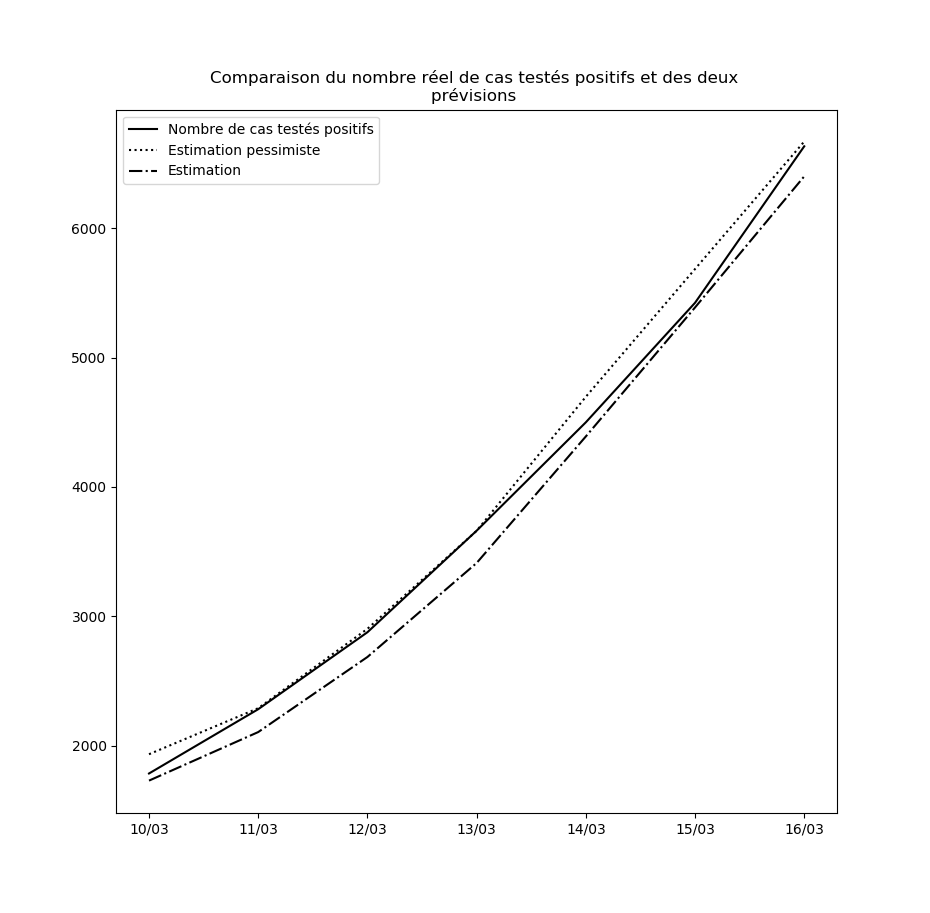 Comparaison du nombre réel de cas testés positifs et des deux
prévisions
Nombre de cas testés positifs
Estimation pessimiste
Estimation
6000
5000
4000
3000
2000
10/03 11/03 12/03 13/03 14/03 15/03 16/03